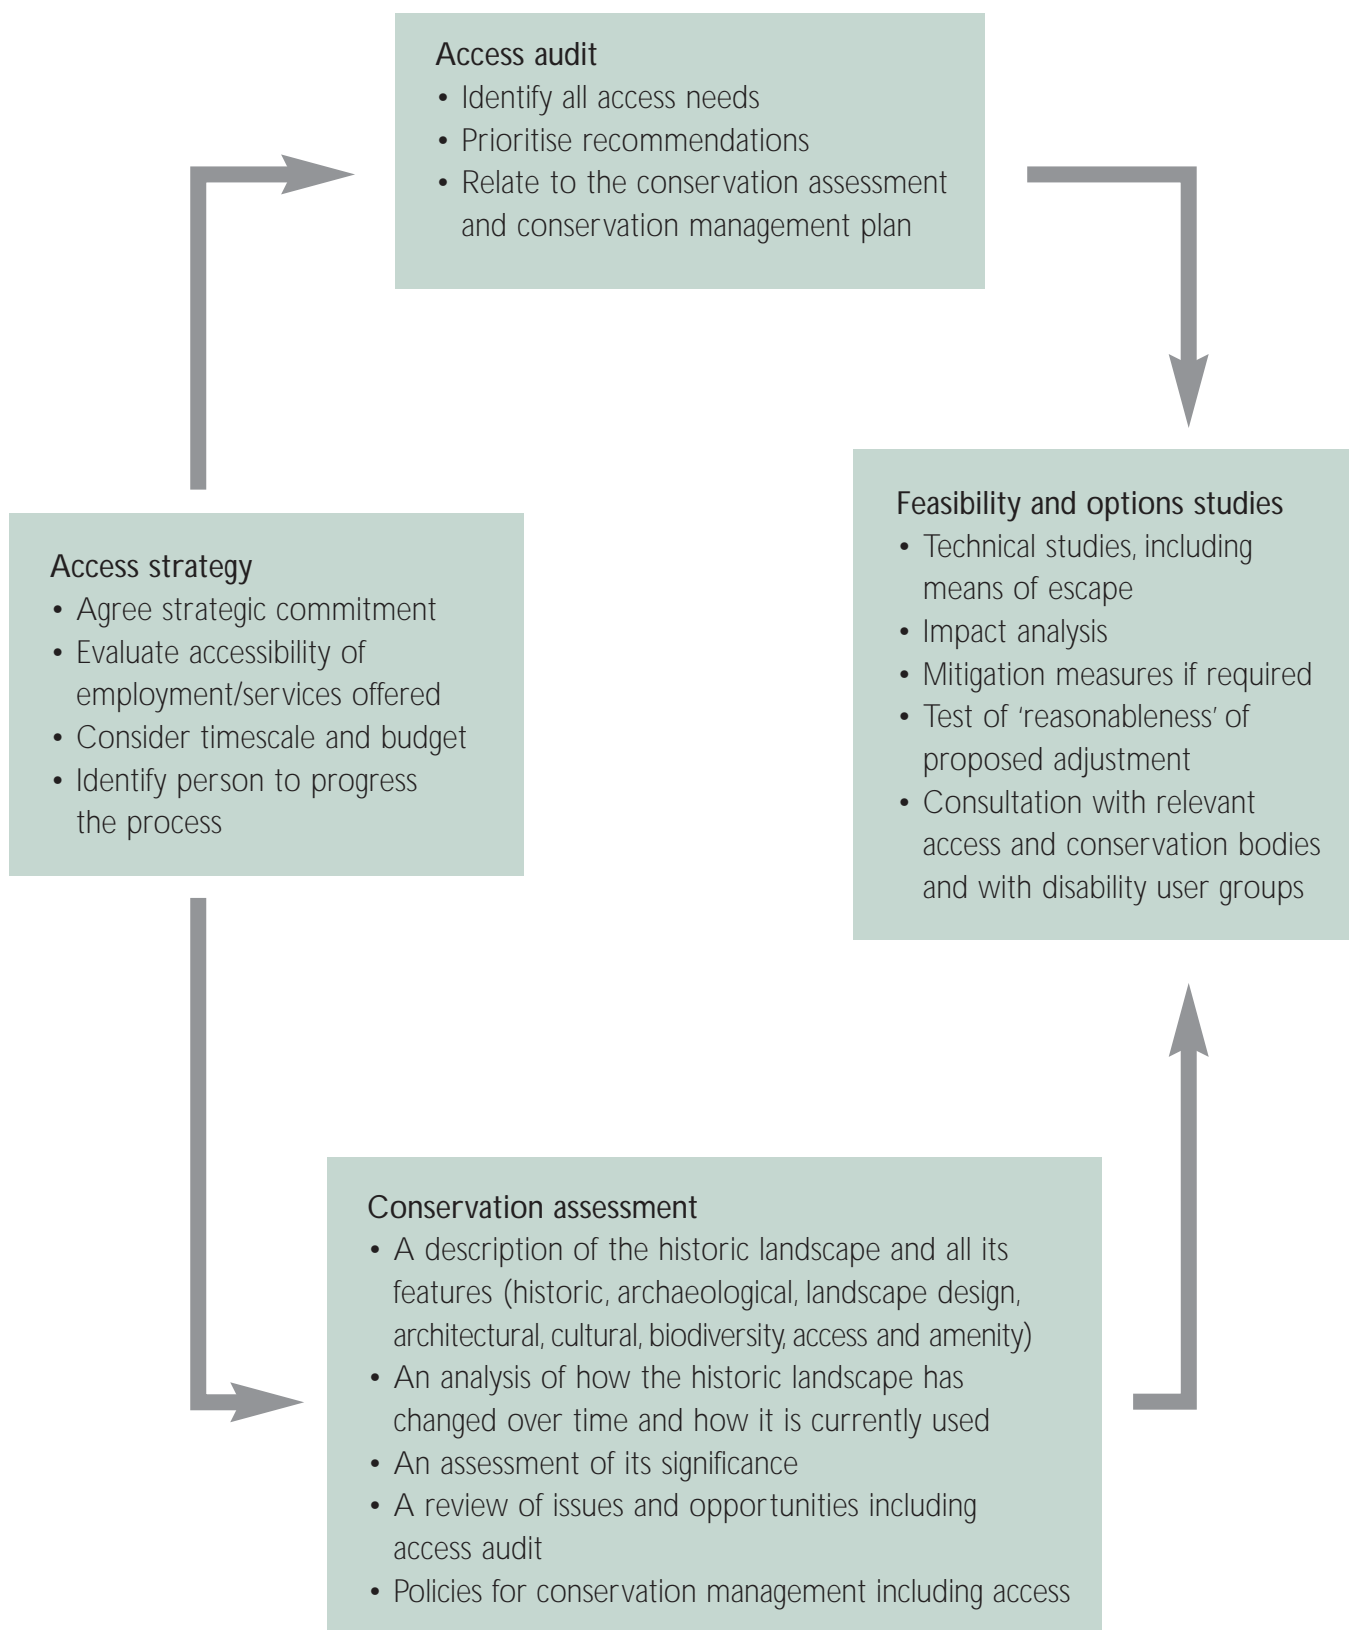 Access audit
• Identify all access needs
• Prioritise recommendations
• Relate to the conservation assessment
and conservation management plan
Access strategy
• Agree strategic commitment
• Evaluate accessibility of
employment/services offered
• Consider timescale and budget
• Identify person to progress
the process
Feasibility and options studies
• Technical studies, including
means of escape
• Impact analysis
• Mitigation measures if required
• Test of ‘reasonableness’ of
proposed adjustment
• Consultation with relevant
access and conservation bodies
and with disability user groups
Conservation assessment
• A description of the historic landscape and all its
features (historic, archaeological, landscape design,
architectural, cultural, biodiversity, access and amenity)
• An analysis of how the historic landscape has
changed over time and how it is currently used
• An assessment of its significance
• A review of issues and opportunities including
access audit
• Policies for conservation management including access